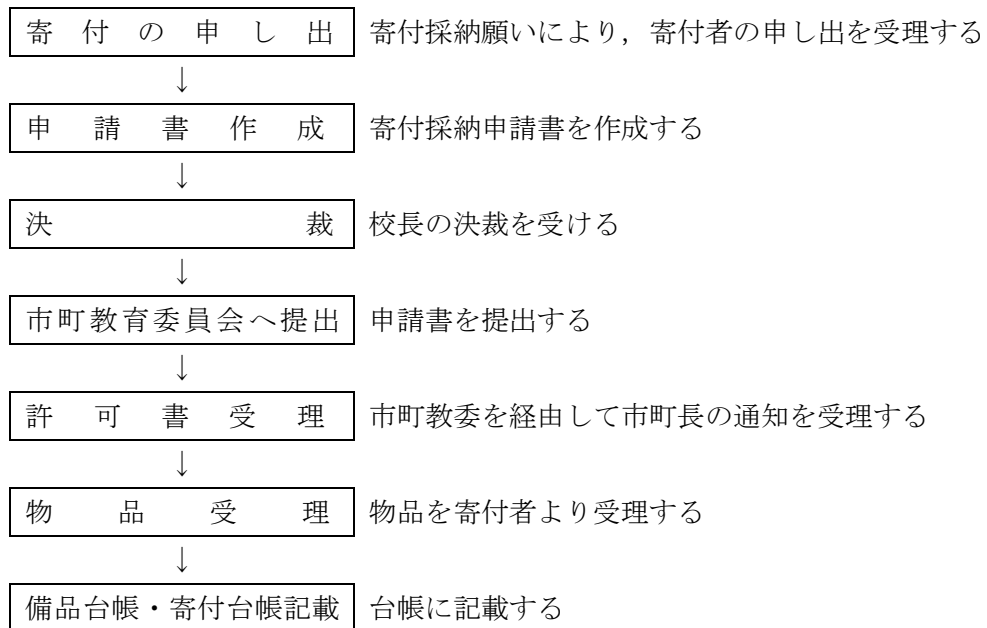 寄付の申し出 寄付採納願いにより，寄付者の申し出を受理する
↓
申請書作成 寄付採納申請書を作成する
↓
決裁 校長の決裁を受ける
↓
市町教育委員会へ提出 申請書を提出する
↓
許可書受理 市町教委を経由して市町長の通知を受理する
↓
物品受理 物品を寄付者より受理する
↓
備品台帳・寄付台帳記載 台帳に記載する